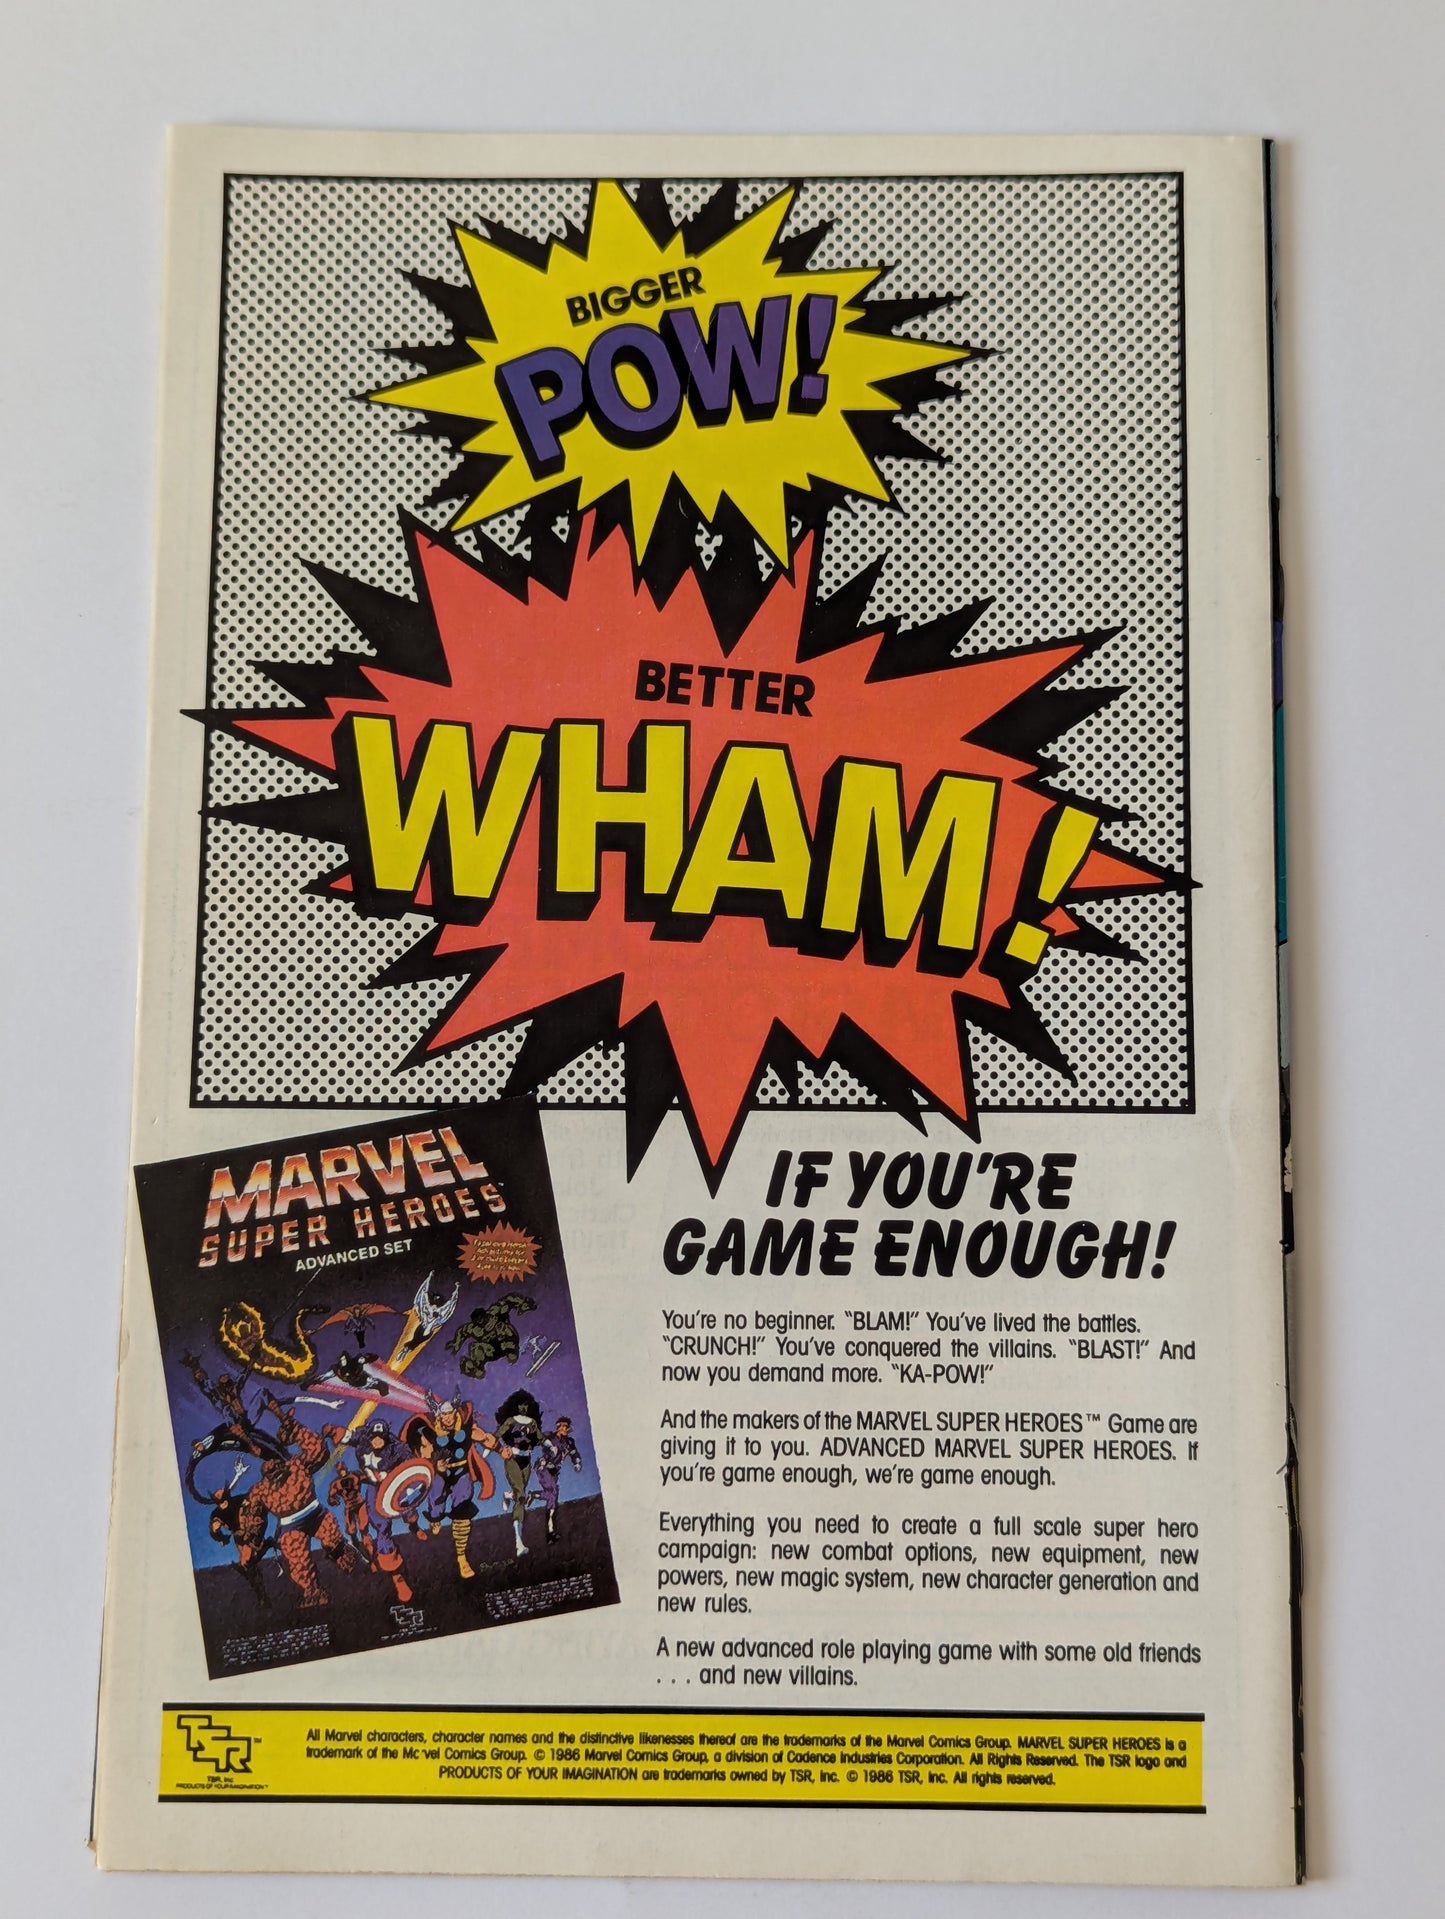 BIGGER
POW!
BETTER
WHAM!
MARVEL
SUPER HEROES
ADVANCED SET
IF YOU'RE
GAME ENOUGH!
You're no beginner. "BLAM!" You've lived the battles.
"CRUNCH!" You've conquered the villains. "BLAST!" And
now you demand more. "KA-POW!"
And the makers of the MARVEL SUPER HEROES™ Game are
giving it to you. ADVANCED MARVEL SUPER HEROES. If
you're game enough, we're game enough.
Everything you need to create a full scale super hero
campaign: new combat options, new equipment, new
powers, new magic system, new character generation and
new rules.
A new advanced role playing game with some old friends
. . . and new villains.
TSR™
TSR, Inc.
PRODUCTS OF YOUR IMAGINATION™
All Marvel characters, character names and the distinctive likenesses thereof are the trademarks of the Marvel Comics Group. MARVEL SUPER HEROES is a
trademark of the Marvel Comics Group. © 1986 Marvel Comics Group, a division of Cadence Industries Corporation. All Rights Reserved. The TSR logo and
PRODUCTS OF YOUR IMAGINATION are trademarks owned by TSR, Inc. © 1986 TSR, Inc. All rights reserved.